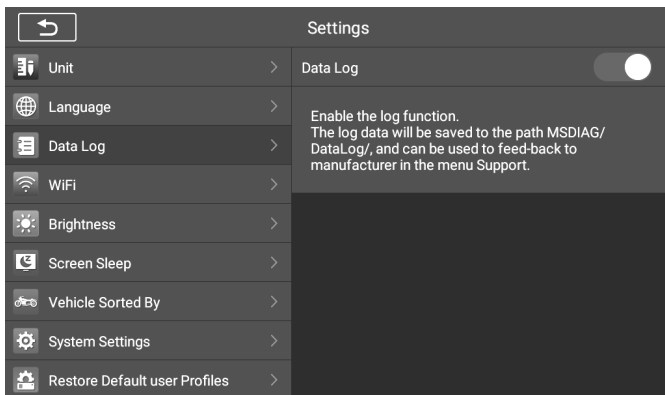 Settings
Unit
Language
Data Log
WiFi
Brightness
Screen Sleep
Vehicle Sorted By
System Settings
Restore Default user Profiles
Data Log
Enable the log function.
The log data will be saved to the path MSDIAG/
DataLog/, and can be used to feed-back to
manufacturer in the menu Support.